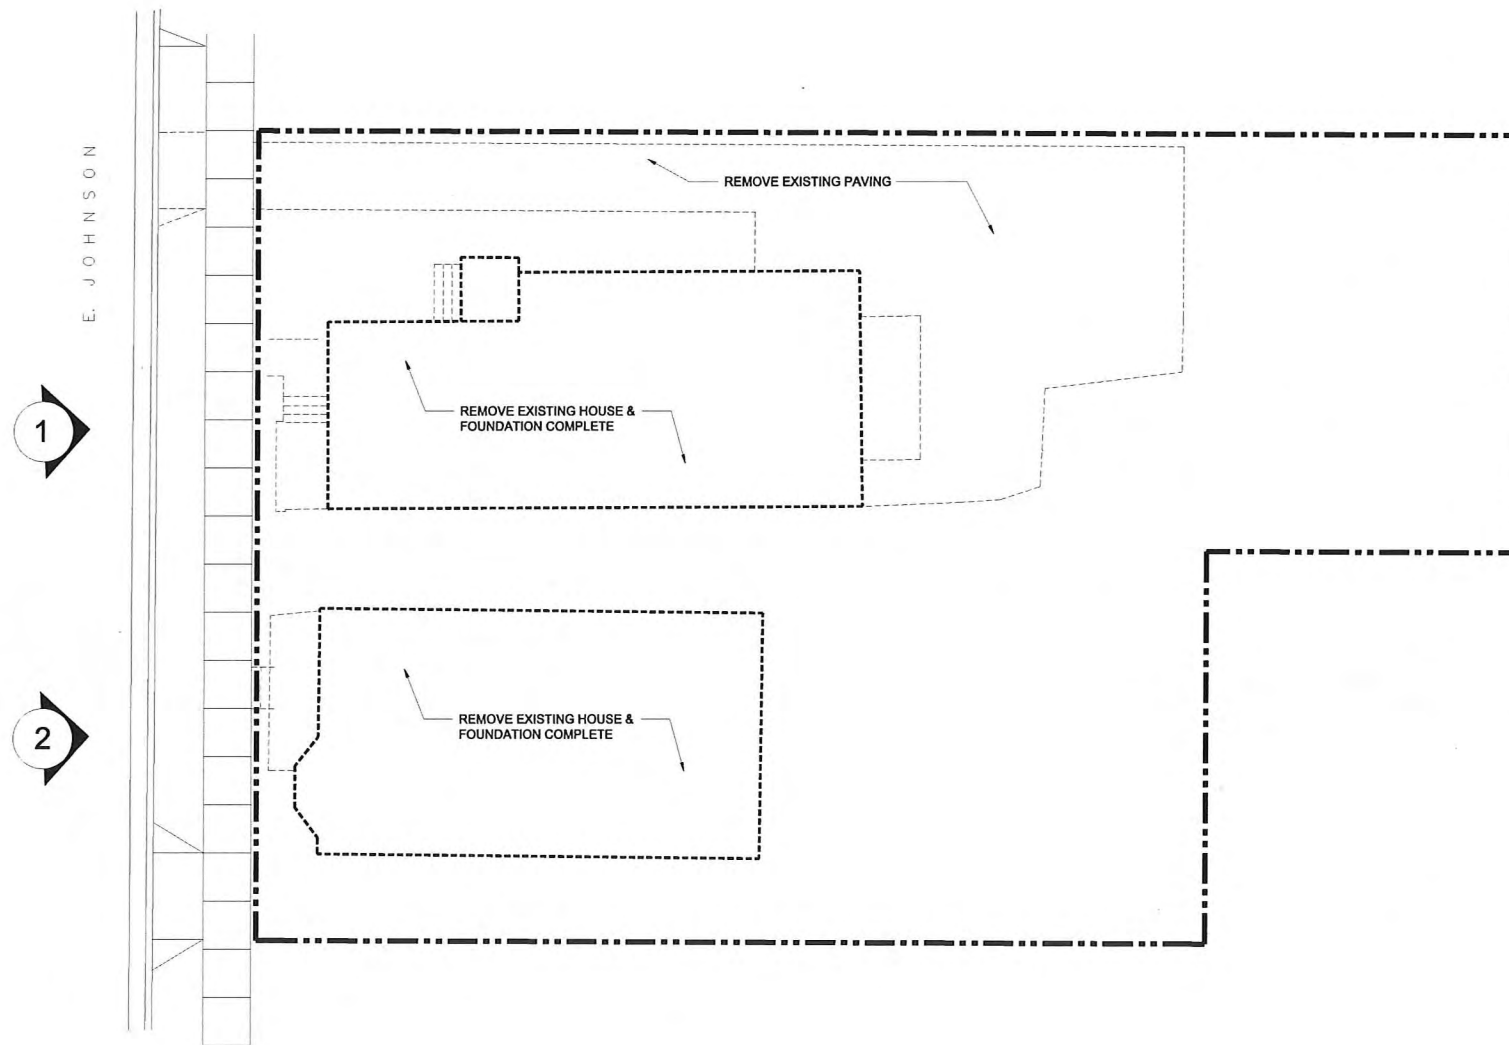 E. JOHNSON
REMOVE EXISTING PAVING
1
REMOVE EXISTING HOUSE &
FOUNDATION COMPLETE
2
REMOVE EXISTING HOUSE &
FOUNDATION COMPLETE